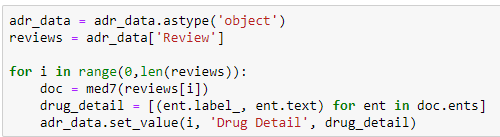 adr_data = adr_data.astype('object')
reviews = adr_data['Review']

for i in range(0,len(reviews)):
    doc = med7(reviews[i])
    drug_detail = [(ent.label_, ent.text) for ent in doc.ents]
    adr_data.set_value(i, 'Drug Detail', drug_detail)